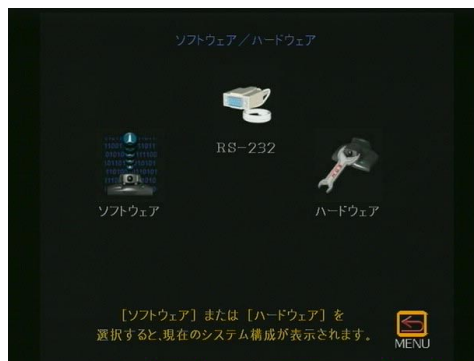 ソフトウェア／ハードウェア
RS-232
11001 11011
ソフトウェア
ハードウェア
［ソフトウェア］または［ハードウェア］を
選択すると､現在のシステム構成が表示されます。
MENU